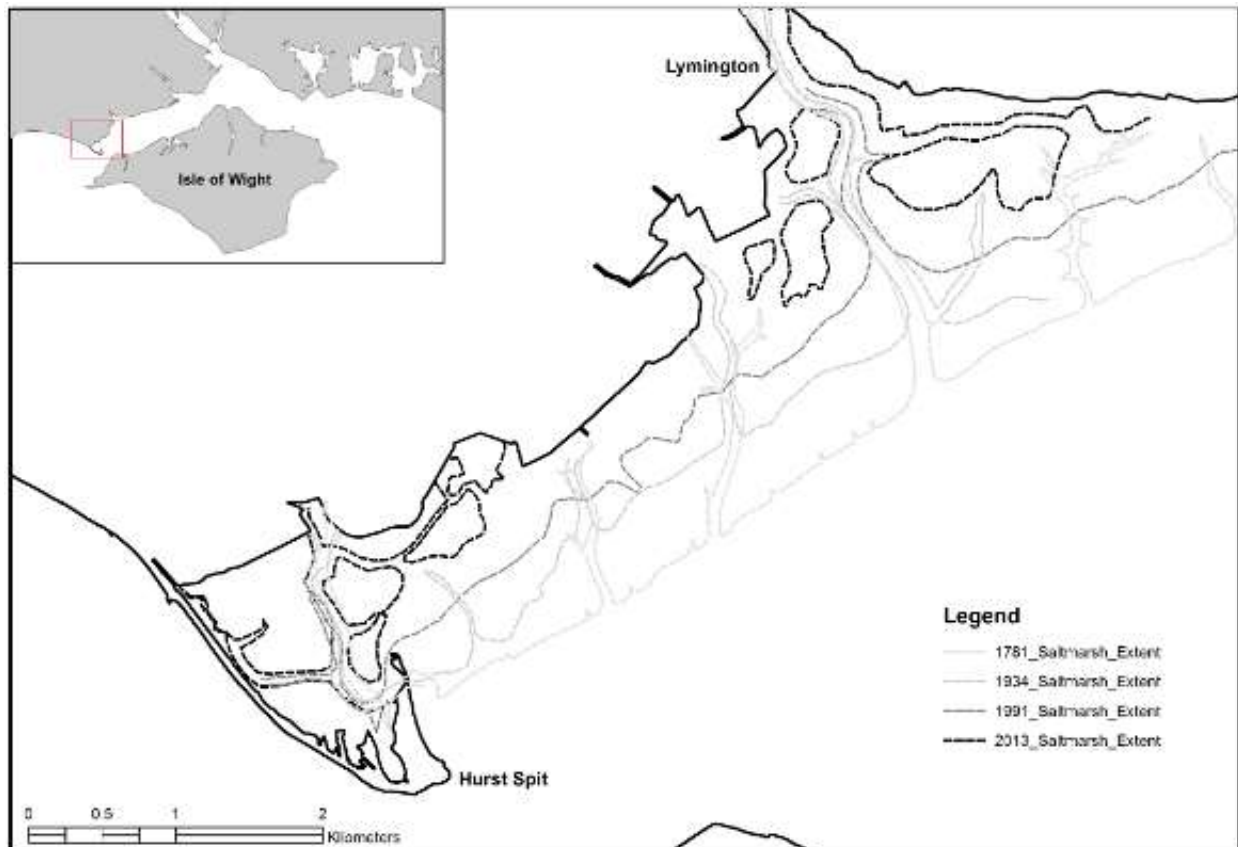 Lymington
Isle of Wight
Hurst Spit
Legend
1781_Saltmarsh_Extent
1934_Saltmarsh_Extent
1991_Saltmarsh_Extent
2013_Saltmarsh_Extent
0 0.5 1 2
Kilometers